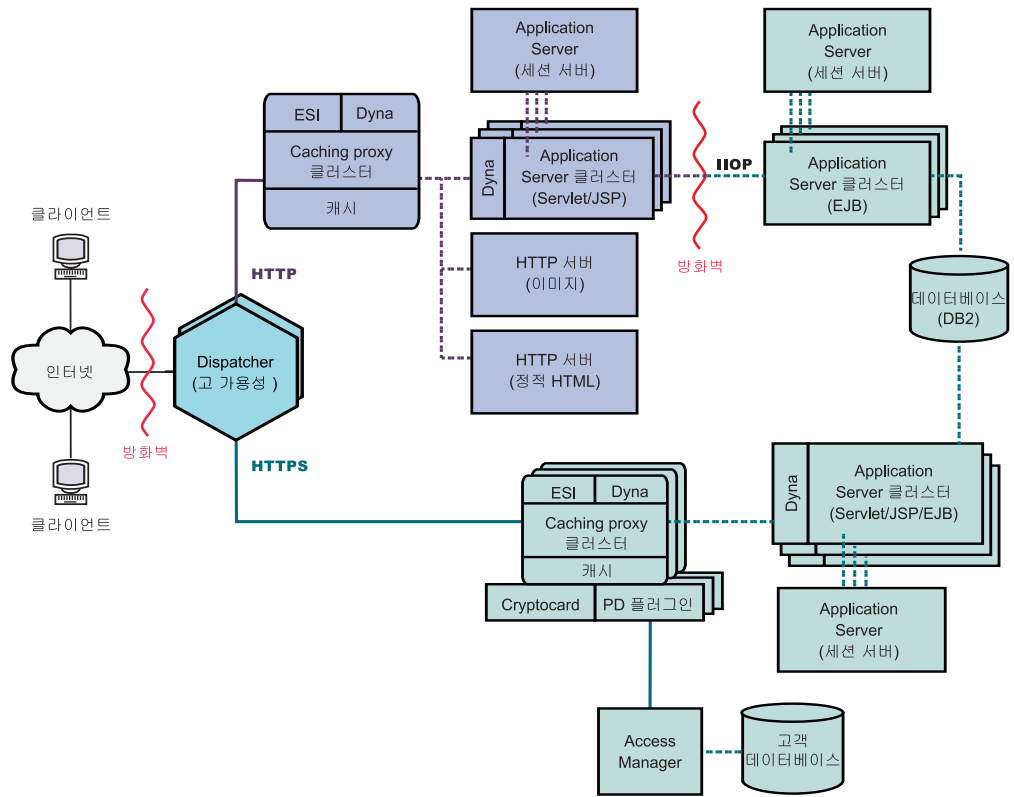 Application
Server
(세션 서버)
Application
Server
(세션 서버)
ESI
Dyna
Caching proxy
클러스터
캐시
Dyna
Application
Server 클러스터
(Servlet/JSP)
IIOP
Application
Server 클러스터
(EJB)
방화벽
클라이언트
HTTP
HTTP 서버
(이미지)
데이터베이스
(DB2)
인터넷
Dispatcher
(고 가용성 )
HTTP 서버
(정적 HTML)
방화벽
HTTPS
클라이언트
ESI
Dyna
Caching proxy
클러스터
캐시
Cryptocard
PD 플러그인
Dyna
Application
Server 클러스터
(Servlet/JSP/EJB)
Application
Server
(세션 서버)
Access
Manager
고객
데이터베이스